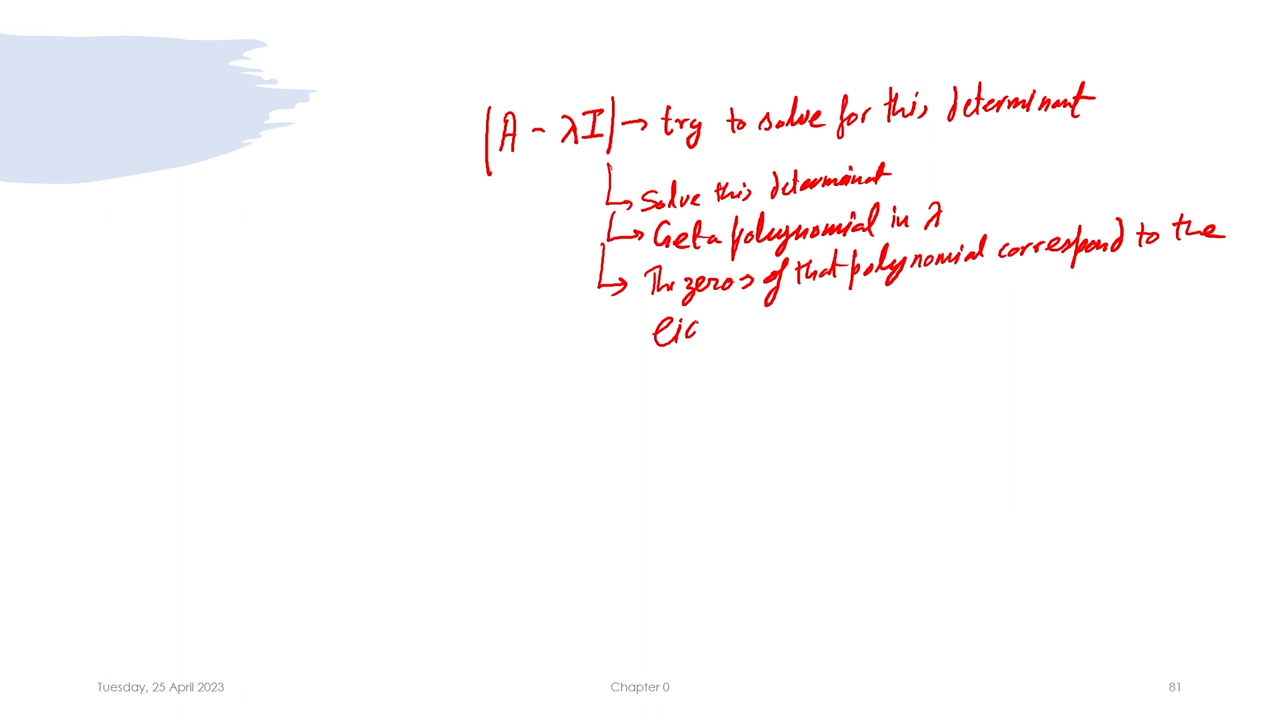 |A - λI| → try to solve for this determinant
↳ Solve this determinat
↳ Get a polynomial in λ
↳ The zeros of that polynomial correspond to the
eic
Tuesday, 25 April 2023
Chapter 0
81